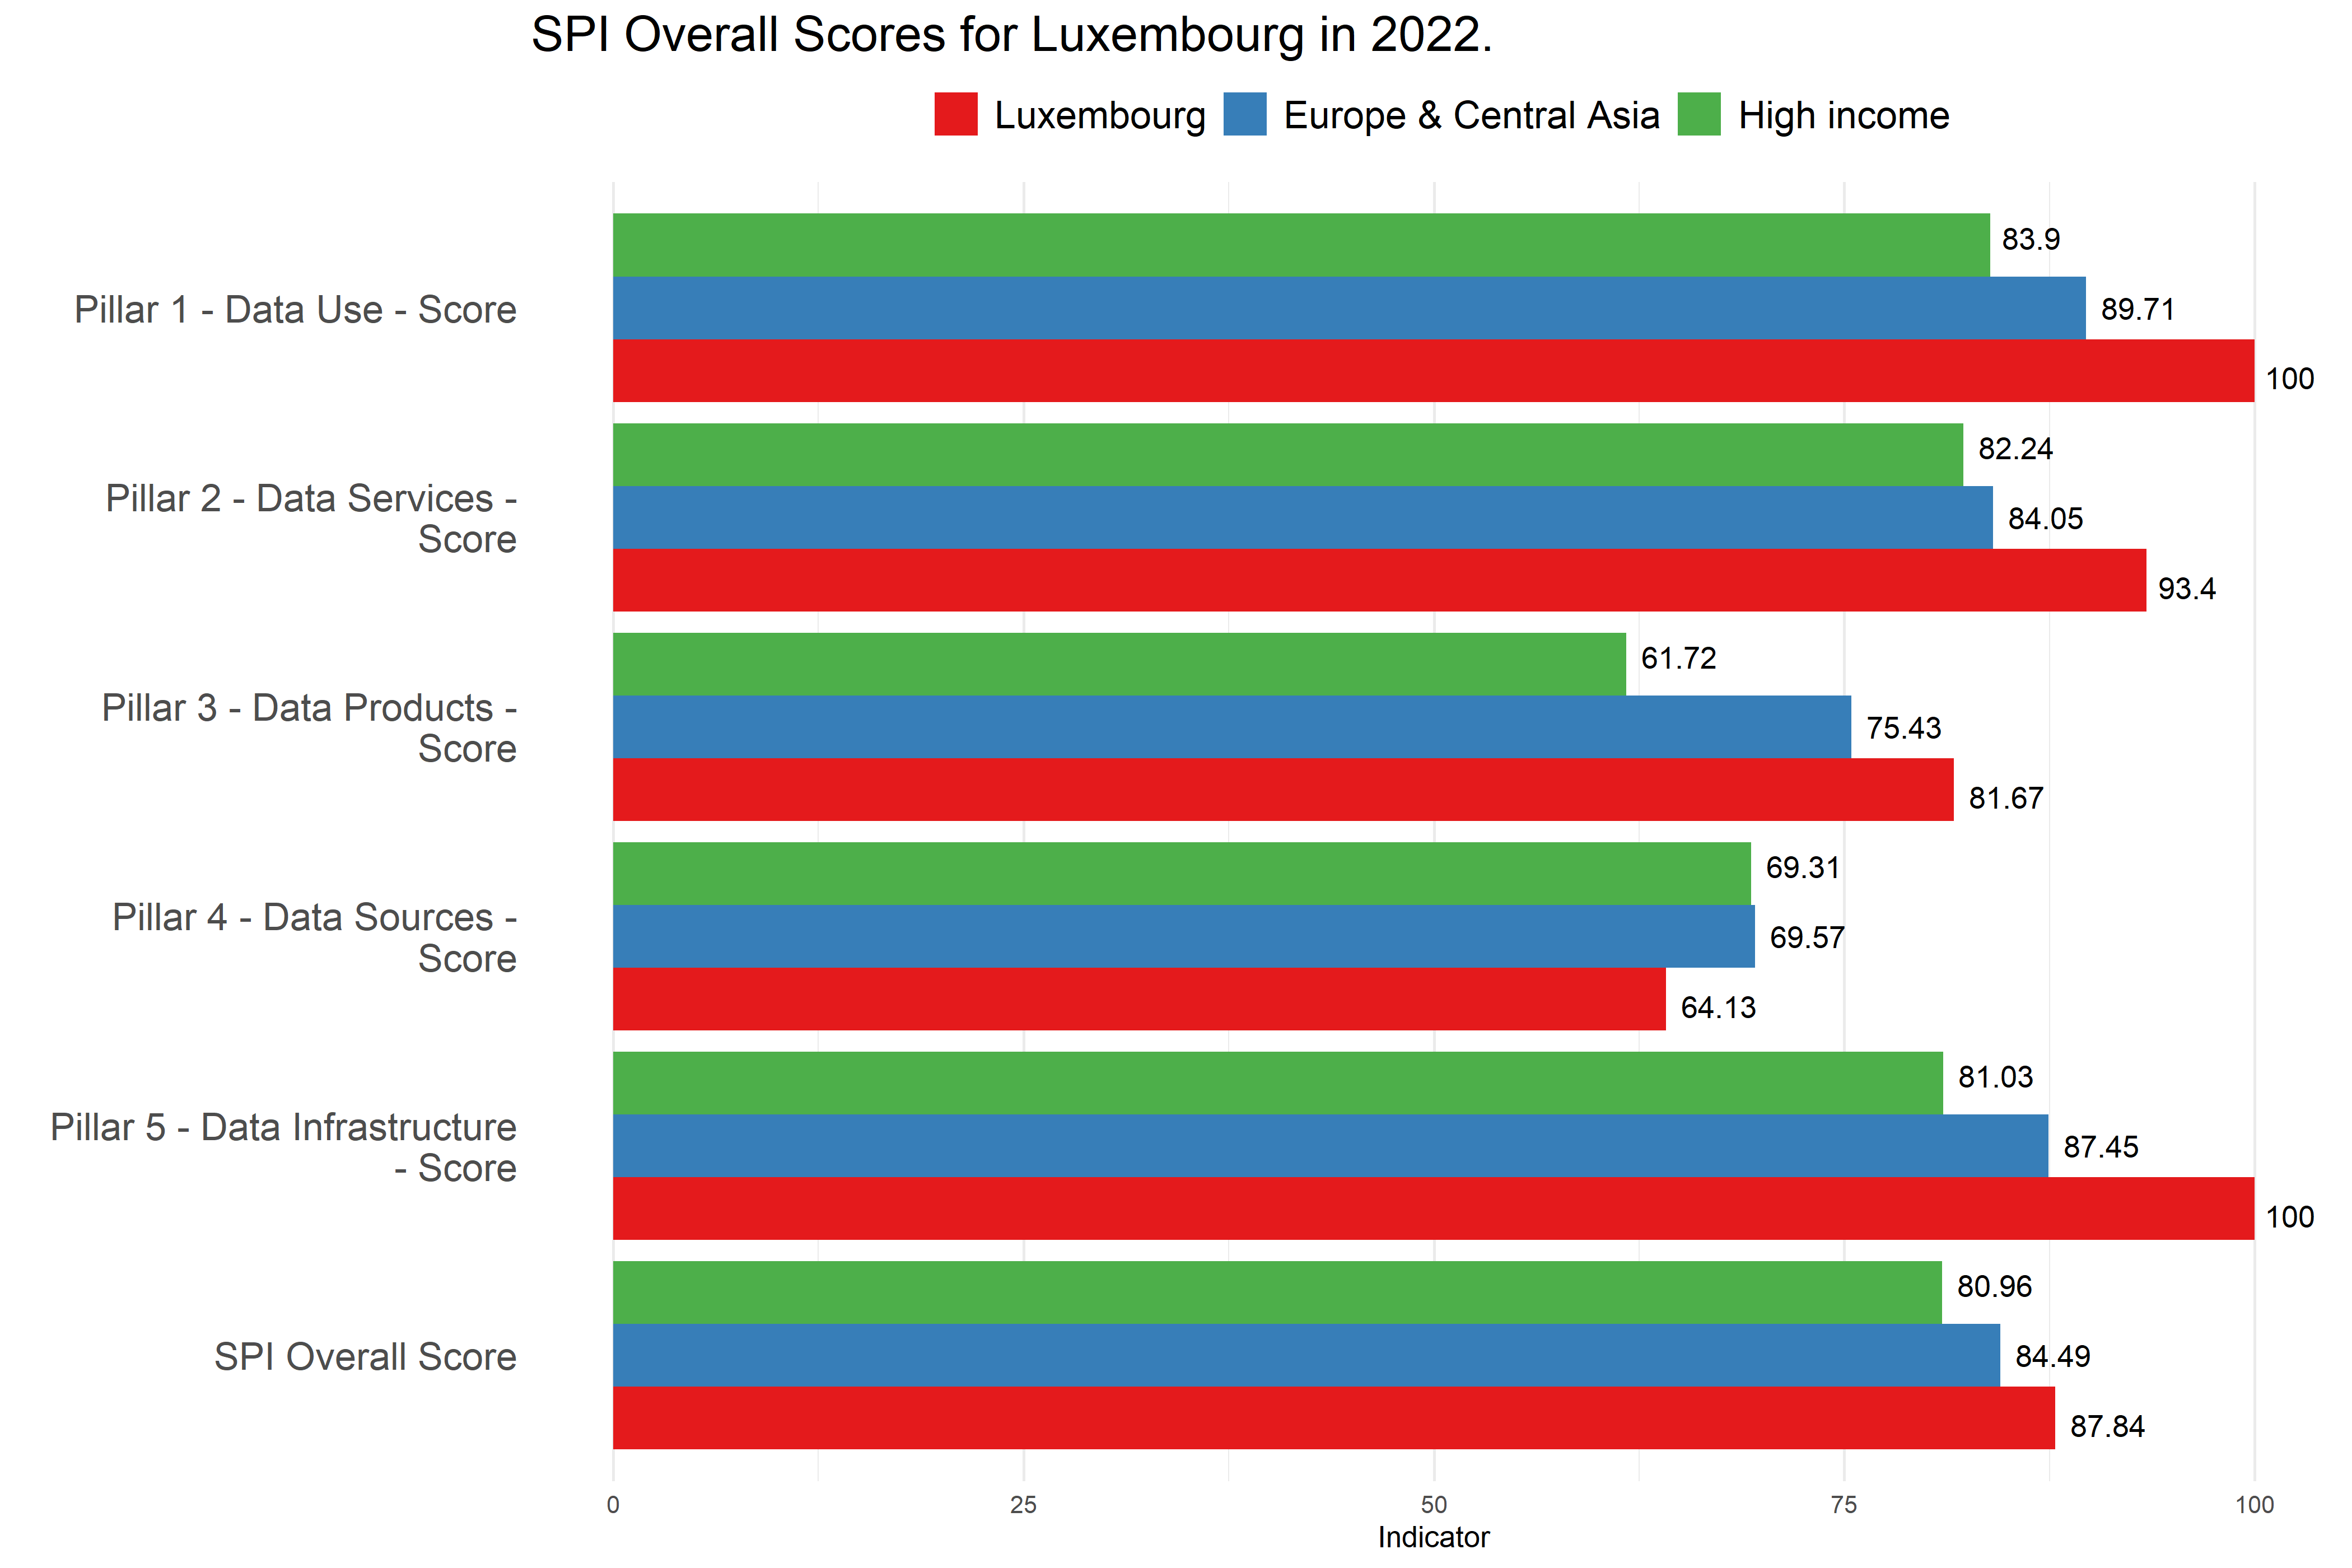 SPI Overall Scores for Luxembourg in 2022.
Luxembourg Europe & Central Asia High income
83.9
Pillar 1 - Data Use - Score
89.71
100
82.24
Pillar 2 - Data Services -
Score
84.05
93.4
61.72
Pillar 3 - Data Products -
Score
75.43
81.67
69.31
Pillar 4 - Data Sources -
Score
69.57
64.13
81.03
Pillar 5 - Data Infrastructure
- Score
87.45
100
80.96
SPI Overall Score
84.49
87.84
0 25 50 75 100
Indicator